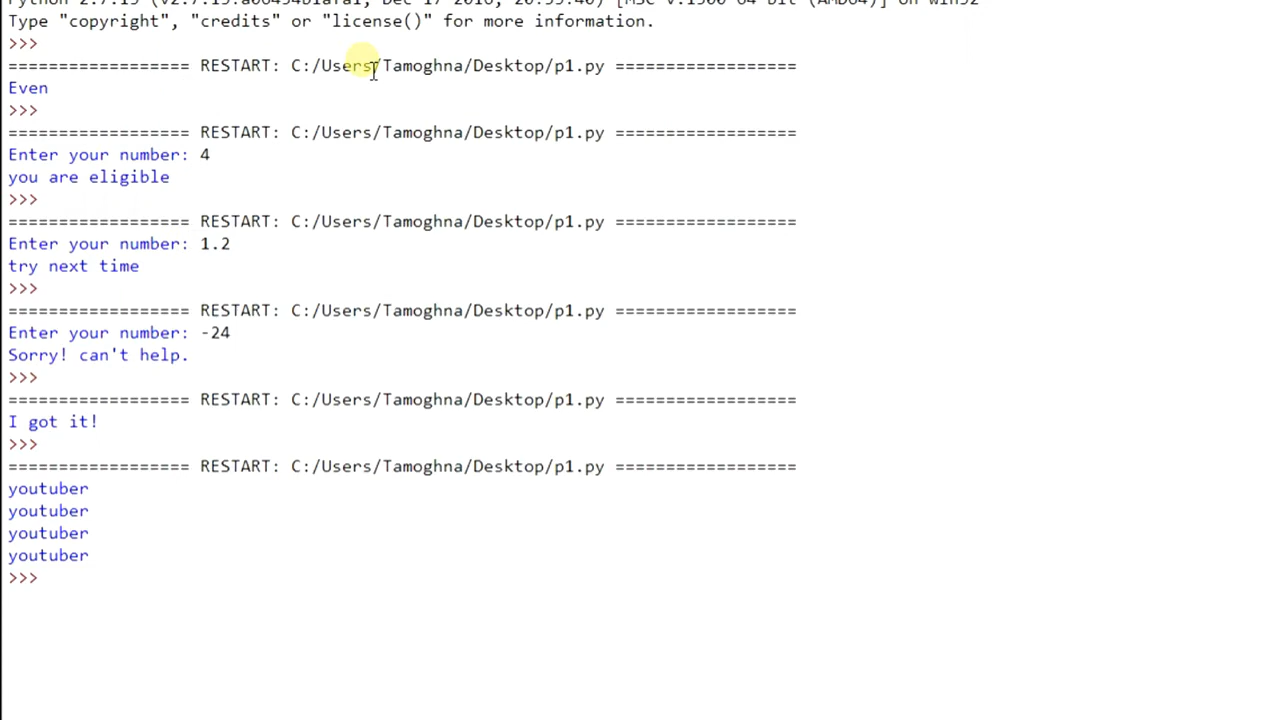 Type "copyright", "credits" or "license()" for more information.
>>>
================== RESTART: C:/Users/Tamoghna/Desktop/p1.py ==================
Even
>>>
================== RESTART: C:/Users/Tamoghna/Desktop/p1.py ==================
Enter your number: 4
you are eligible
>>>
================== RESTART: C:/Users/Tamoghna/Desktop/p1.py ==================
Enter your number: 1.2
try next time
>>>
================== RESTART: C:/Users/Tamoghna/Desktop/p1.py ==================
Enter your number: -24
Sorry! can't help.
>>>
================== RESTART: C:/Users/Tamoghna/Desktop/p1.py ==================
I got it!
>>>
================== RESTART: C:/Users/Tamoghna/Desktop/p1.py ==================
youtuber
youtuber
youtuber
youtuber
>>>